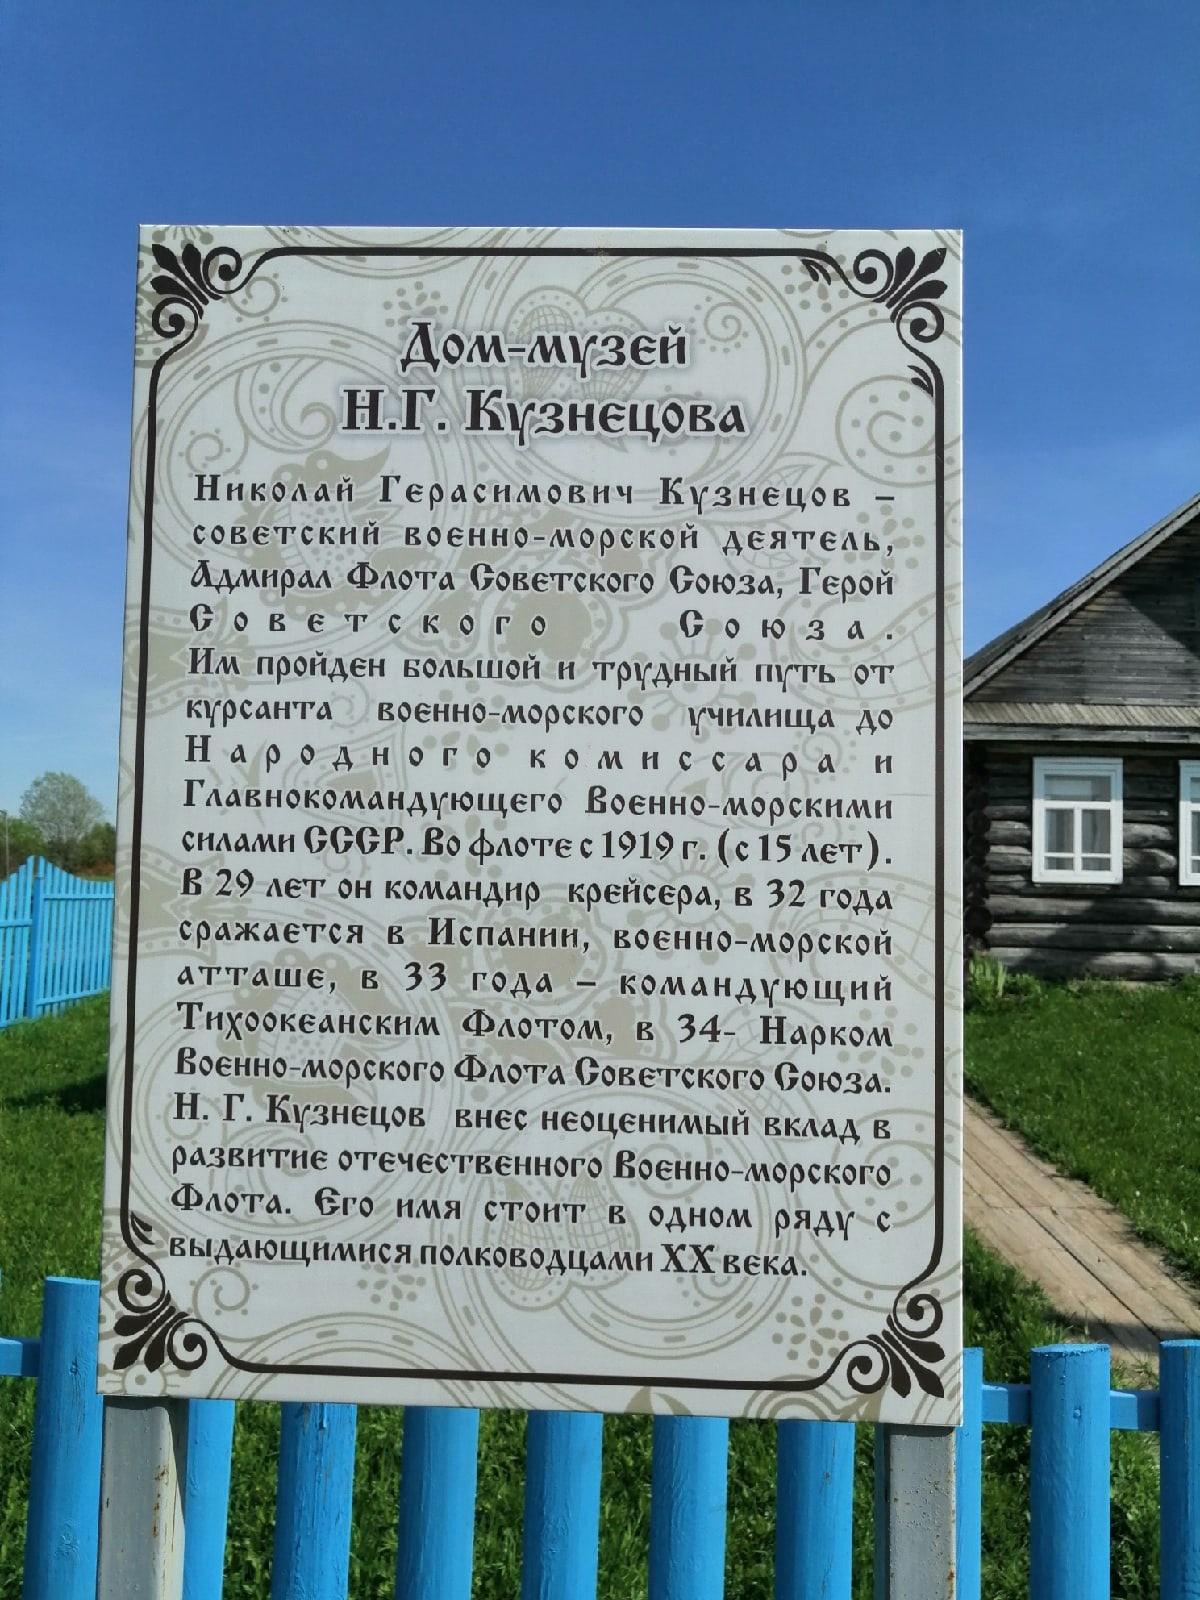 Дом-музей
Н.Г. Кузнецова
Николай Герасимович Кузнецов –
советский военно-морской деятель,
Адмирал Флота Советского Союза, Герой
Советского Союза.
Им пройден большой и трудный путь от
курсанта военно-морского училища до
Народного комиссара и
Главнокомандующего Военно-морскими
силами СССР. Во флоте с 1919 г. (с 15 лет).
В 29 лет он командир крейсера, в 32 года
сражается в Испании, военно-морской
атташе, в 33 года – командующий
Тихоокеанским Флотом, в 34- Нарком
Военно-морского Флота Советского Союза.
Н. Г. Кузнецов внес неоценимый вклад в
развитие отечественного Военно-морского
Флота. Его имя стоит в одном ряду с
выдающимися полководцами XX века.